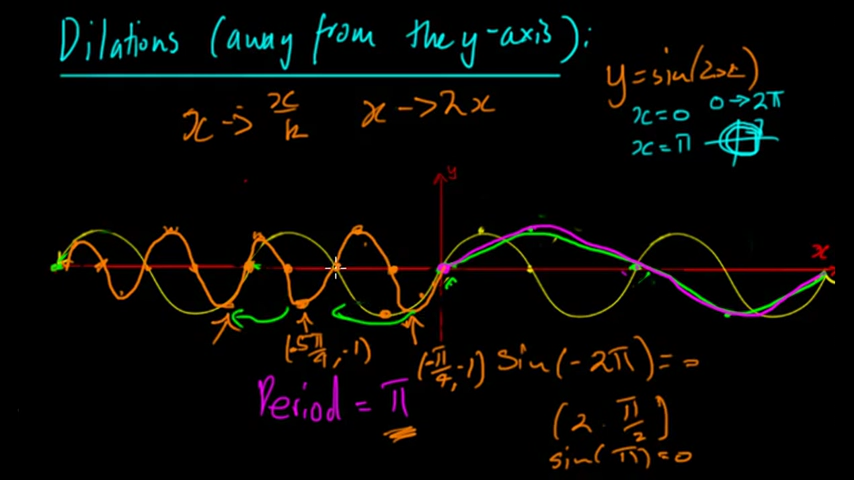 Dilations (away from the y-axis):
y=sin(2x)
x→x/k x→2x
x=0 0→2π
x=π
y
x
(-5π/4,-1) (-π/4,-1) sin(-2π)=0
Period = π
(2.π/2)
sin(π)=0